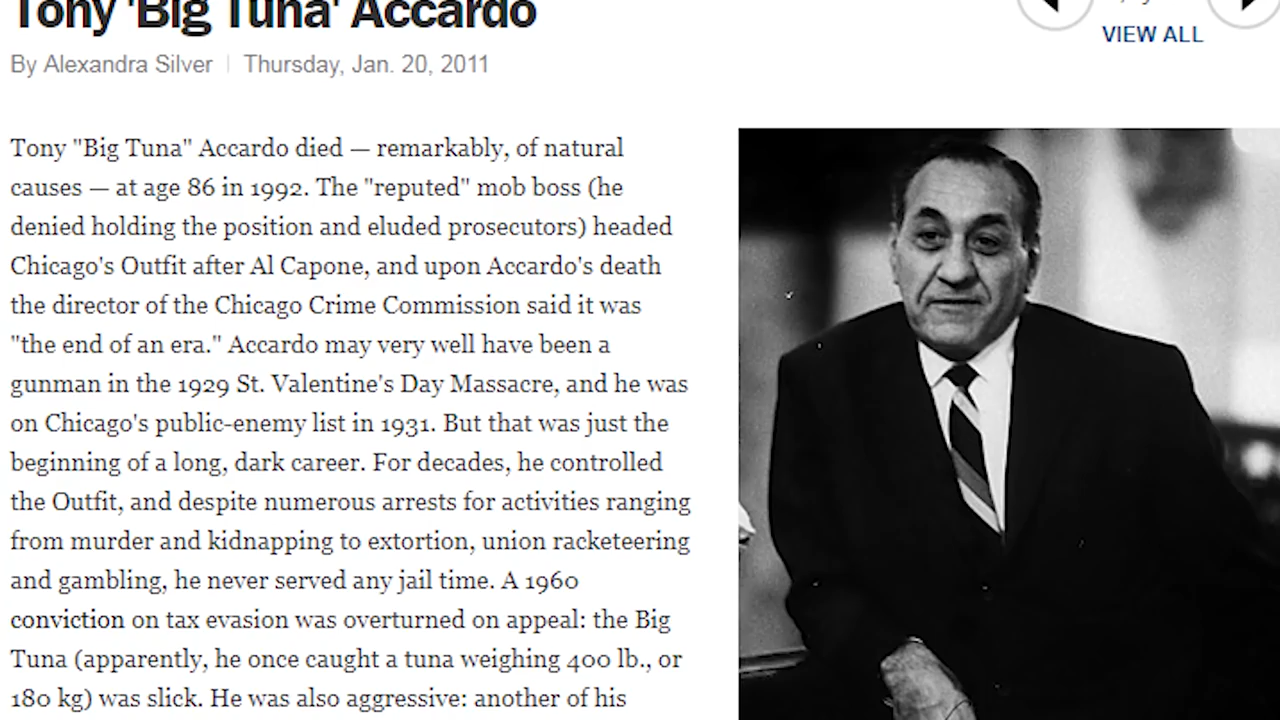 Tony 'Big Tuna' Accardo
VIEW ALL
By Alexandra Silver | Thursday, Jan. 20, 2011
Tony "Big Tuna" Accardo died — remarkably, of natural
causes — at age 86 in 1992. The "reputed" mob boss (he
denied holding the position and eluded prosecutors) headed
Chicago's Outfit after Al Capone, and upon Accardo's death
the director of the Chicago Crime Commission said it was
"the end of an era." Accardo may very well have been a
gunman in the 1929 St. Valentine's Day Massacre, and he was
on Chicago's public-enemy list in 1931. But that was just the
beginning of a long, dark career. For decades, he controlled
the Outfit, and despite numerous arrests for activities ranging
from murder and kidnapping to extortion, union racketeering
and gambling, he never served any jail time. A 1960
conviction on tax evasion was overturned on appeal: the Big
Tuna (apparently, he once caught a tuna weighing 400 lb., or
180 kg) was slick. He was also aggressive: another of his